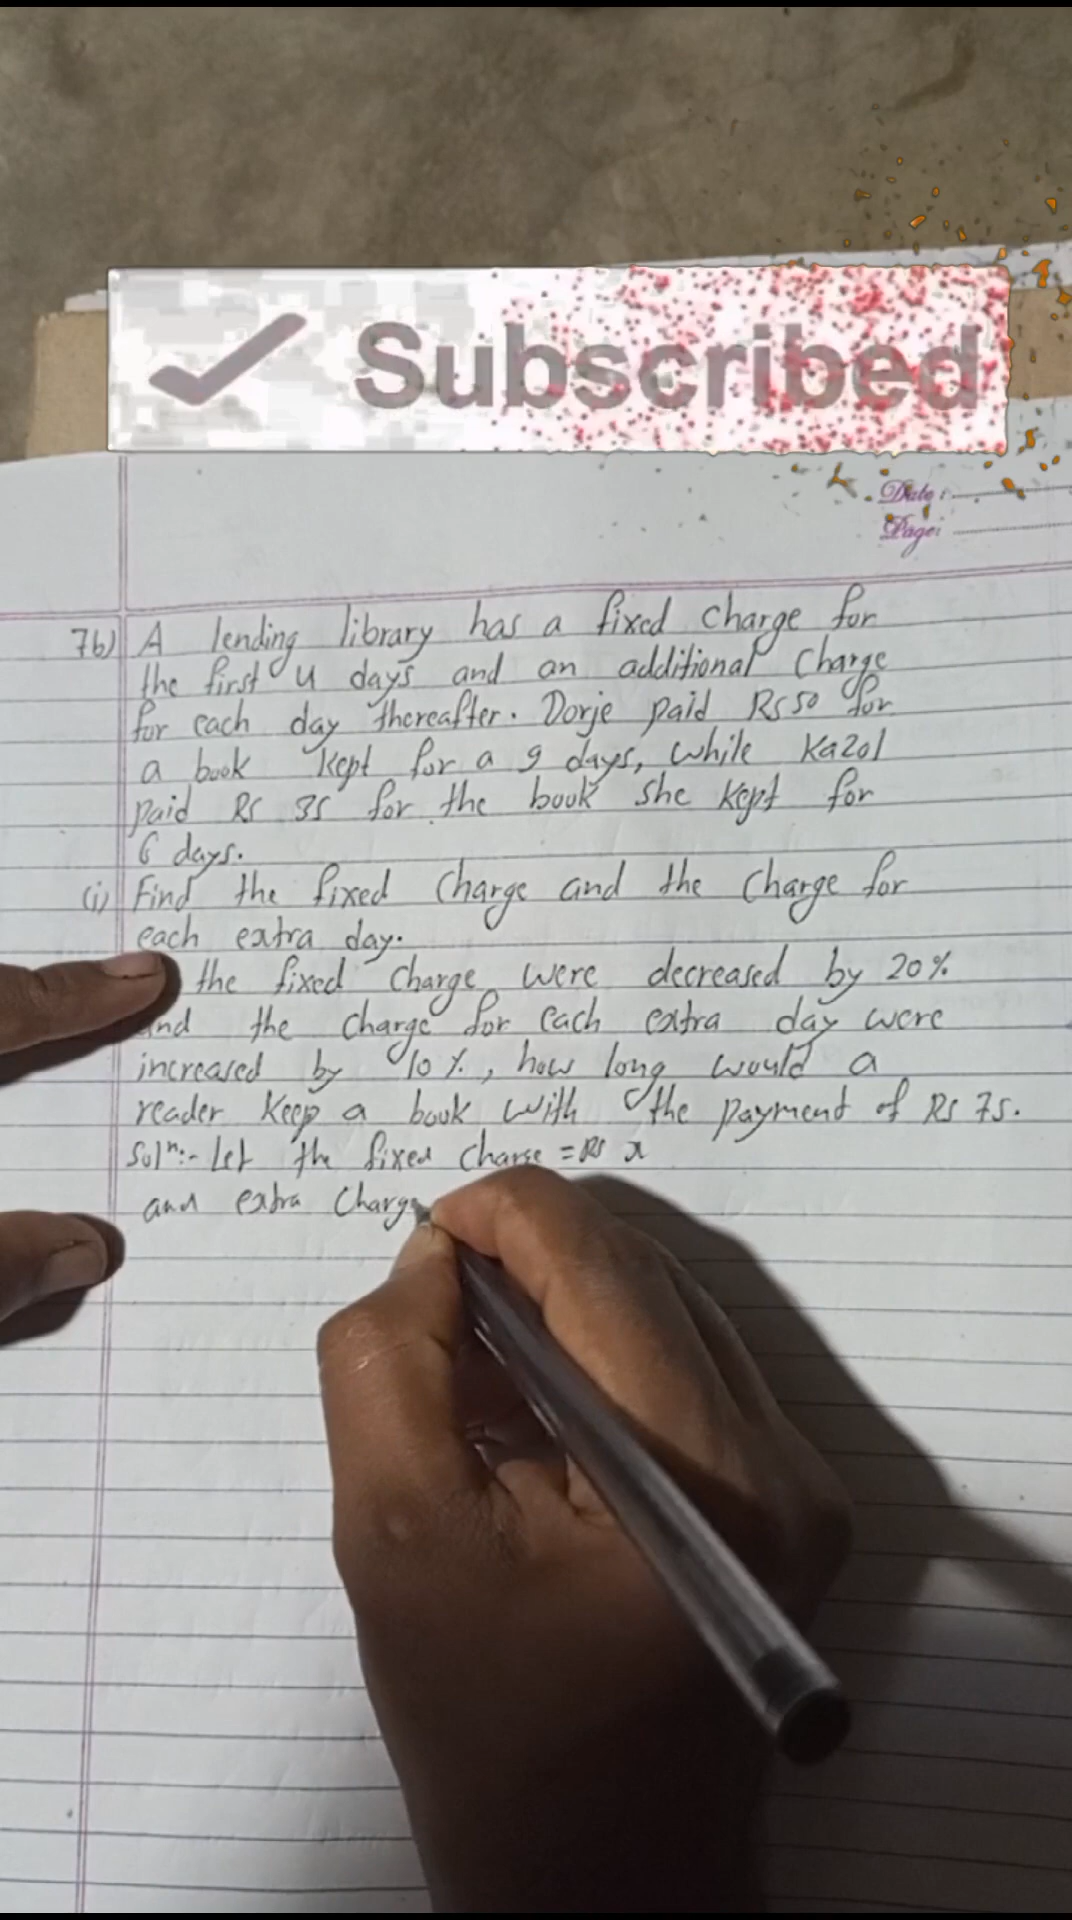 Subscribed
Date:
Page:
7b) A lending library has a fixed charge for
the first 4 days and an additional charge
for each day thereafter. Dorje paid Rs 50 for
a book kept for a 9 days, while Kazol
paid Rs 35 for the book she kept for
6 days.
(i) Find the fixed charge and the charge for
each extra day.
the fixed charge were decreased by 20%
and the charge for each extra day were
increased by 10%, how long would a
reader keep a book with the payment of Rs 75.
Solⁿ:- Let the fixed charge = Rs x
and extra charge